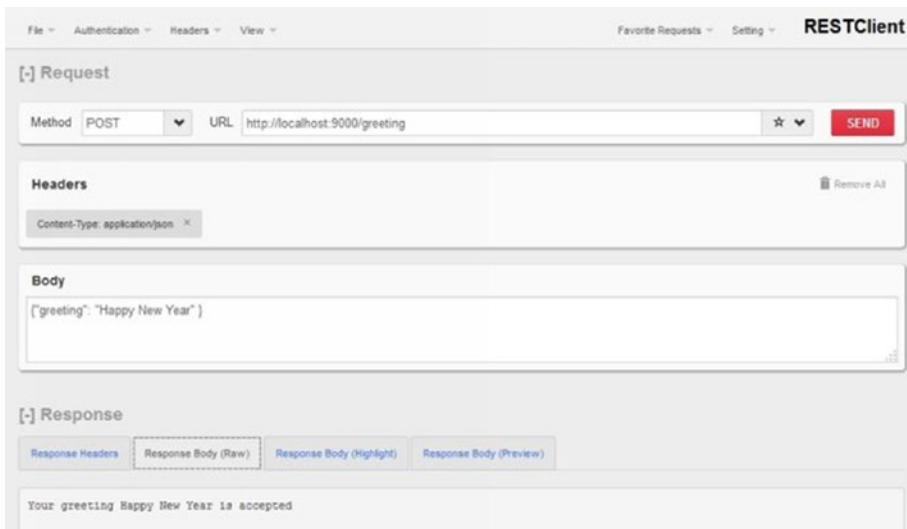 File Authentication Headers View Favorite Requests Setting RESTClient
[-] Request
Method POST URL http://localhost:9000/greeting SEND
Headers Remove All
Content-Type: application/json ×
Body
{"greeting": "Happy New Year" }
[-] Response
Response Headers Response Body (Raw) Response Body (Highlight) Response Body (Preview)
Your greeting Happy New Year is accepted